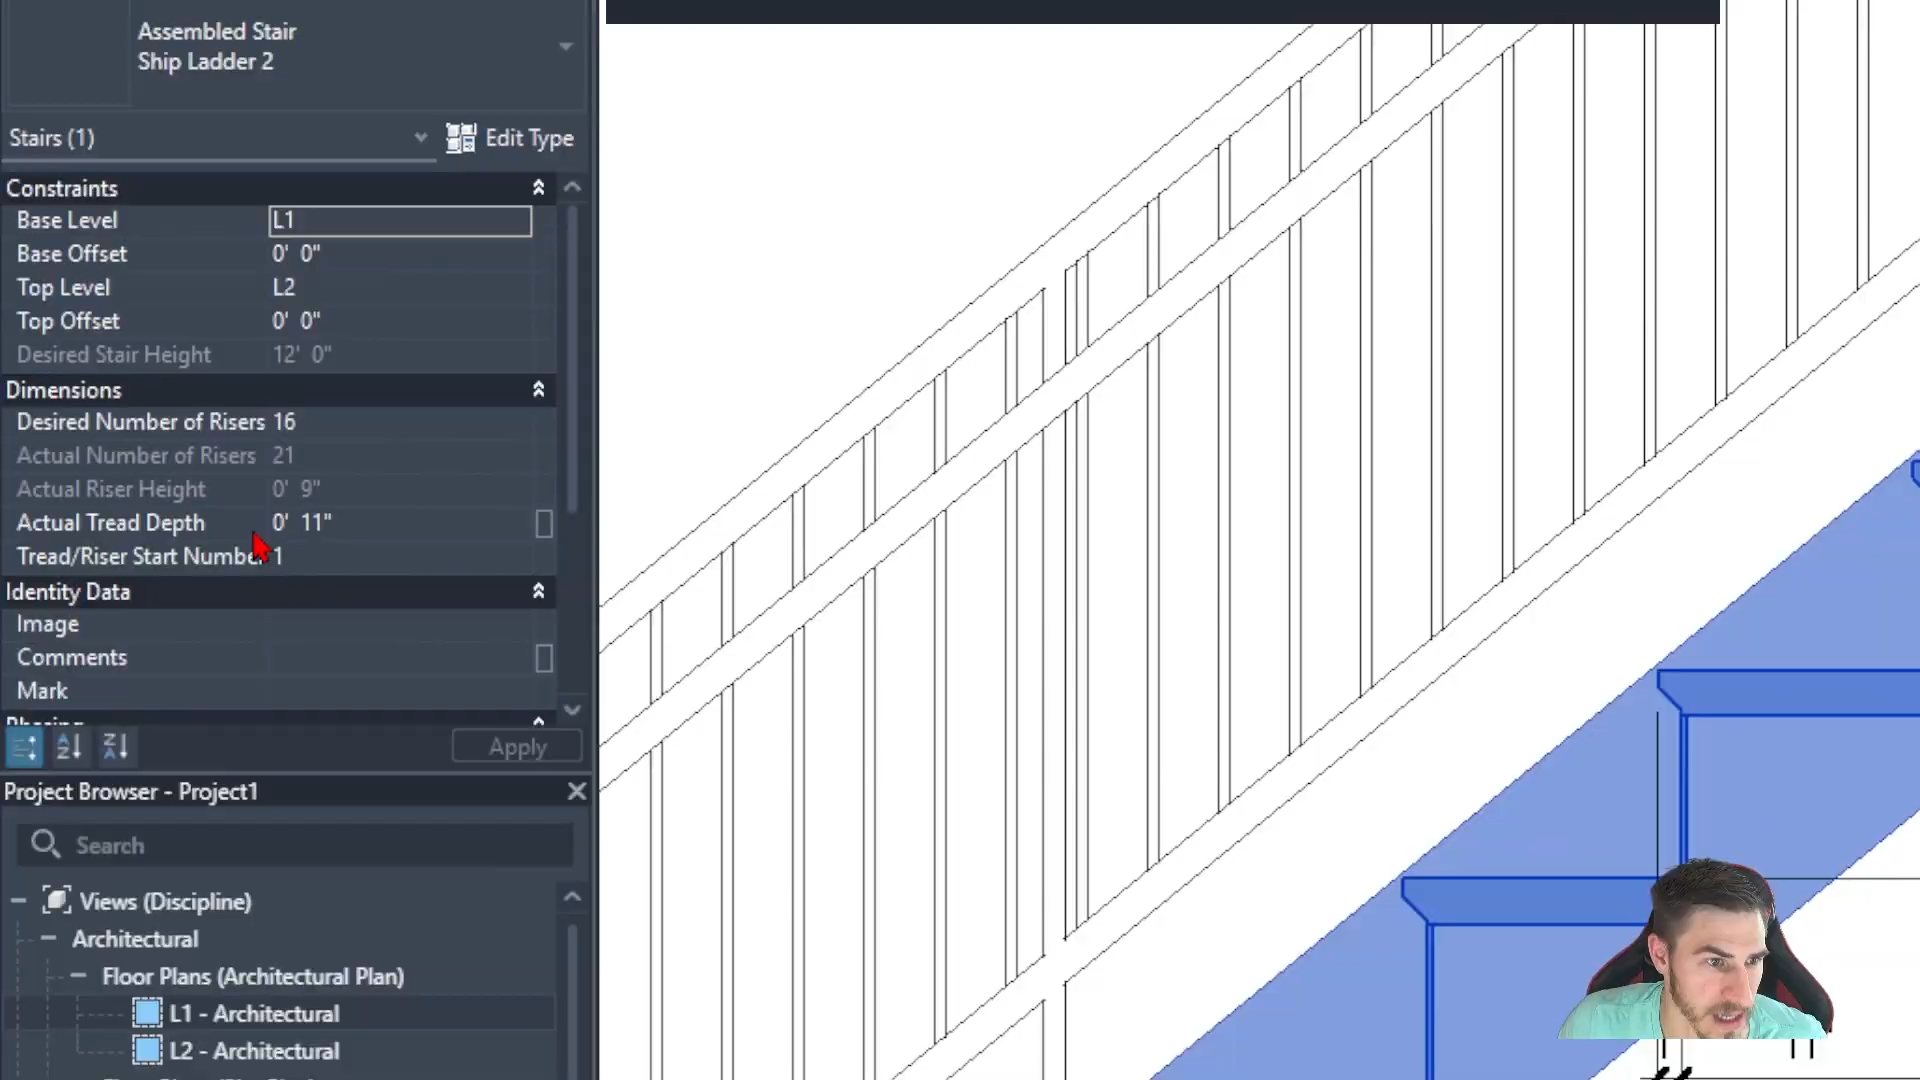 Assembled Stair
Ship Ladder 2
Stairs (1)
Edit Type
Constraints
Base Level L1
Base Offset 0' 0"
Top Level L2
Top Offset 0' 0"
Desired Stair Height 12' 0"
Dimensions
Desired Number of Risers 16
Actual Number of Risers 21
Actual Riser Height 0' 9"
Actual Tread Depth 0' 11"
Tread/Riser Start Number 1
Identity Data
Image
Comments
Mark
Phasing
Apply
Project Browser - Project1
Search
Views (Discipline)
Architectural
Floor Plans (Architectural Plan)
L1 - Architectural
L2 - Architectural